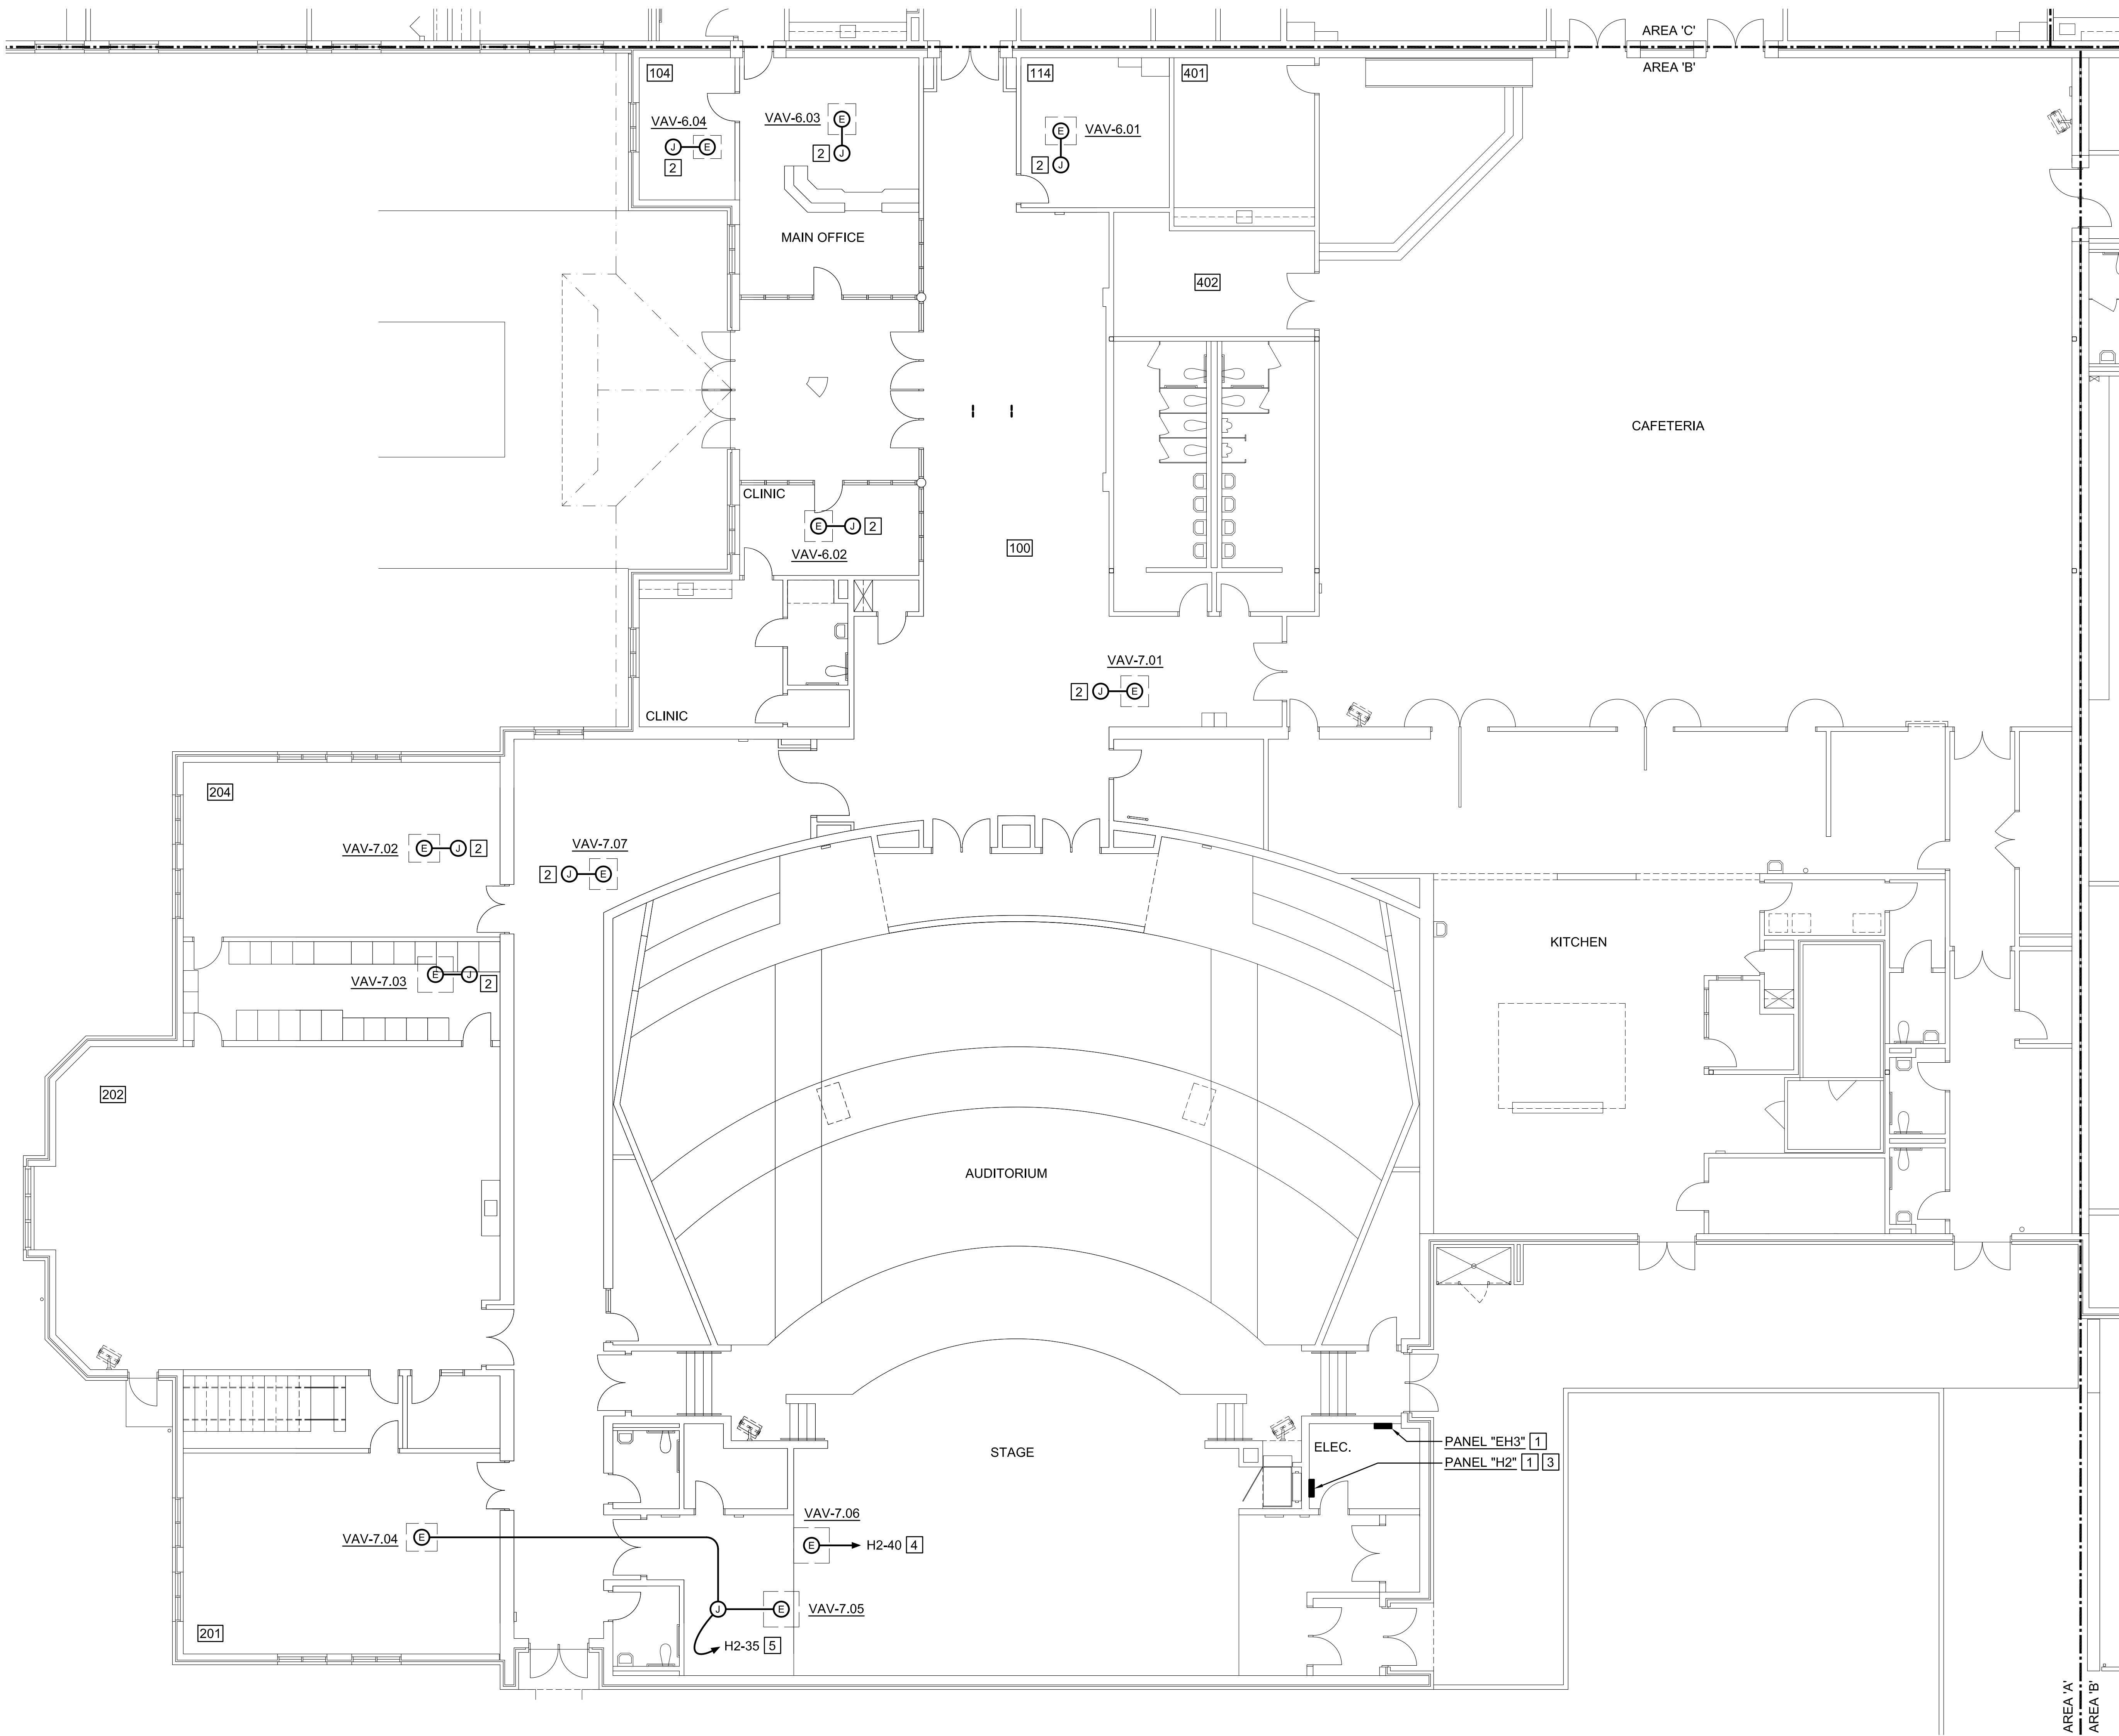 AREA 'C'
AREA 'B'
104
114
401
VAV-6.04
VAV-6.03
VAV-6.01
E
E
E
J
E
2
J
2
J
2
MAIN OFFICE
402
CAFETERIA
CLINIC
E
J
2
VAV-6.02
100
VAV-7.01
2
J
E
CLINIC
204
VAV-7.02
E
J
2
VAV-7.07
2
J
E
KITCHEN
VAV-7.03
E
J
2
202
AUDITORIUM
STAGE
ELEC.
PANEL "EH3" 1
PANEL "H2" 1 3
VAV-7.06
VAV-7.04
E
E
H2-40 4
J
E
VAV-7.05
201
H2-35 5
AREA 'A'
AREA 'B'